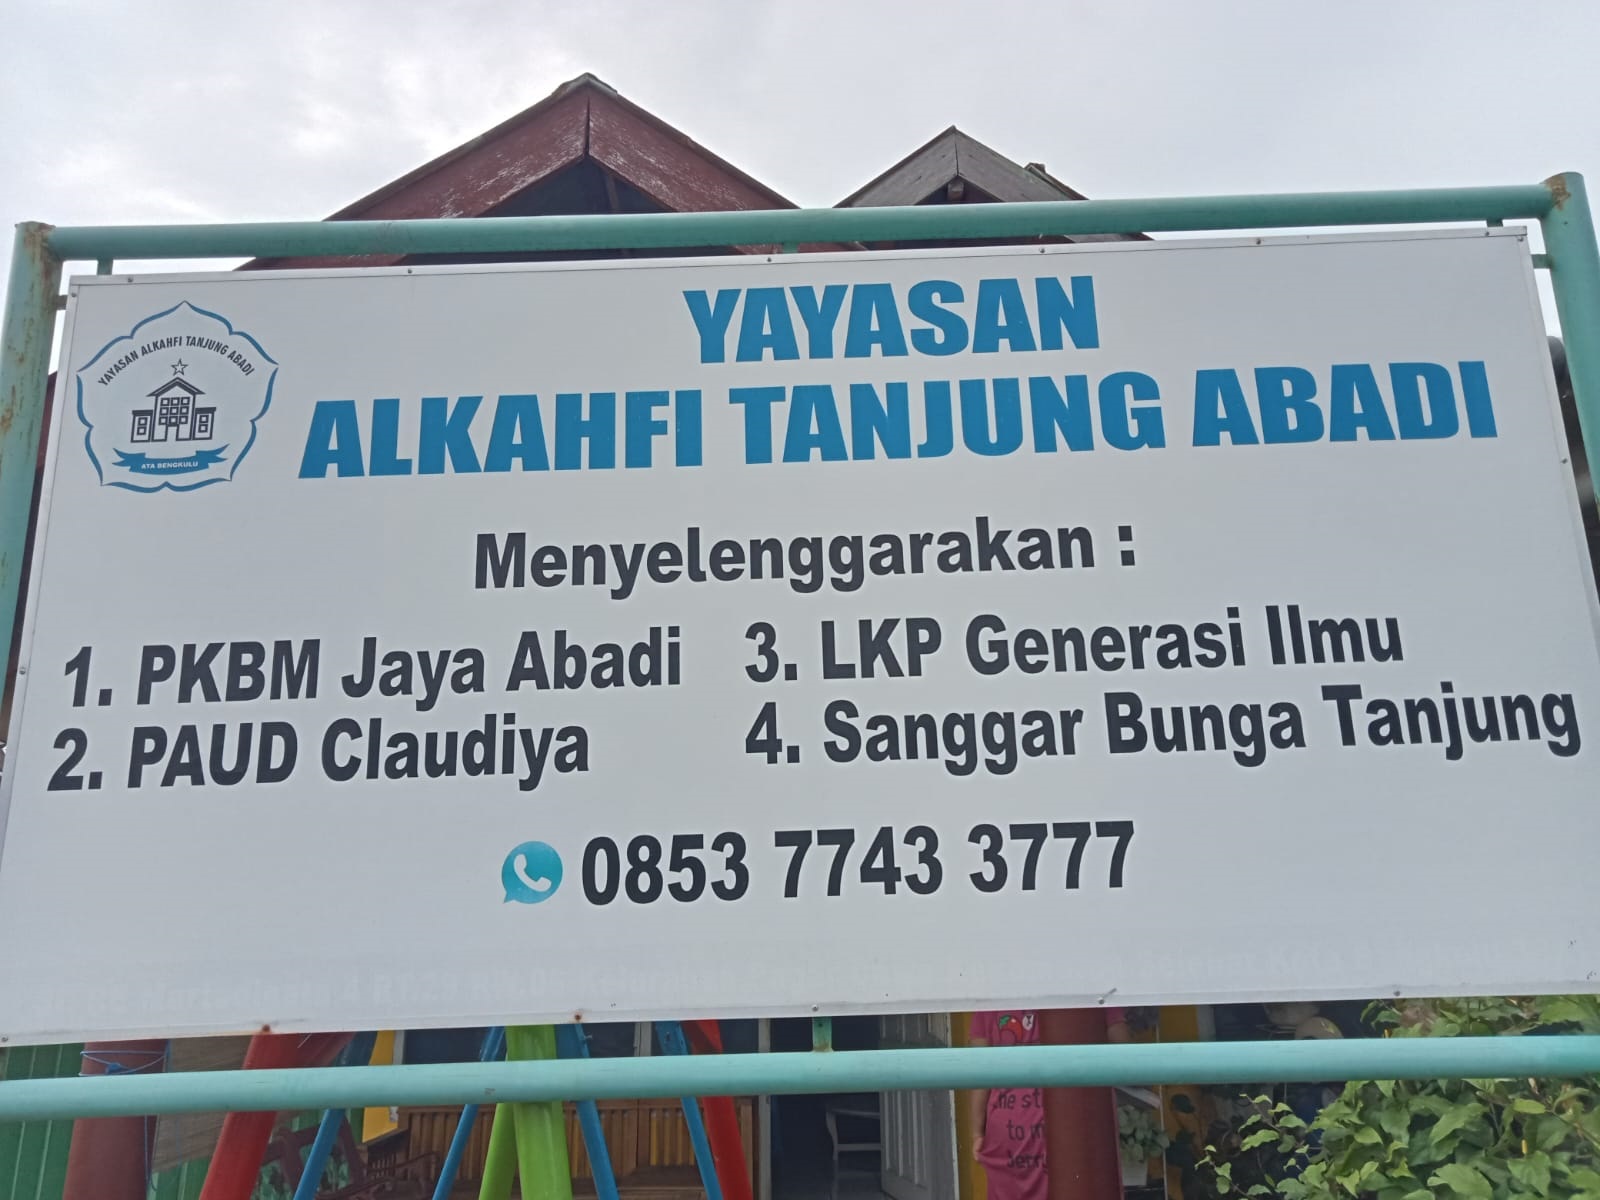 YAYASAN
ALKAHFI TANJUNG ABADI
YAYASAN ALKAHFI TANJUNG ABADI
ATA BENGKULU
Menyelenggarakan :
1. PKBM Jaya Abadi
2. PAUD Claudiya
3. LKP Generasi Ilmu
4. Sanggar Bunga Tanjung
0853 7743 3777